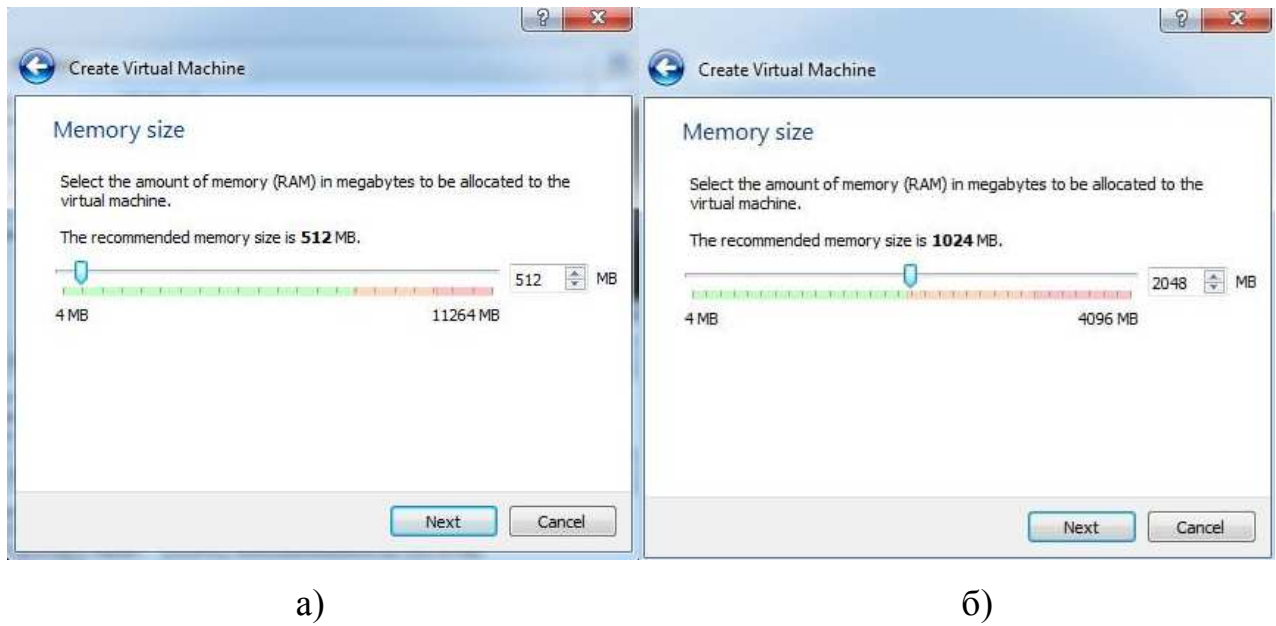 Create Virtual Machine
Memory size
Select the amount of memory (RAM) in megabytes to be allocated to the
virtual machine.
The recommended memory size is 512 MB.
512 MB
4 MB 11264 MB
Next Cancel
а)
Create Virtual Machine
Memory size
Select the amount of memory (RAM) in megabytes to be allocated to the
virtual machine.
The recommended memory size is 1024 MB.
2048 MB
4 MB 4096 MB
Next Cancel
б)